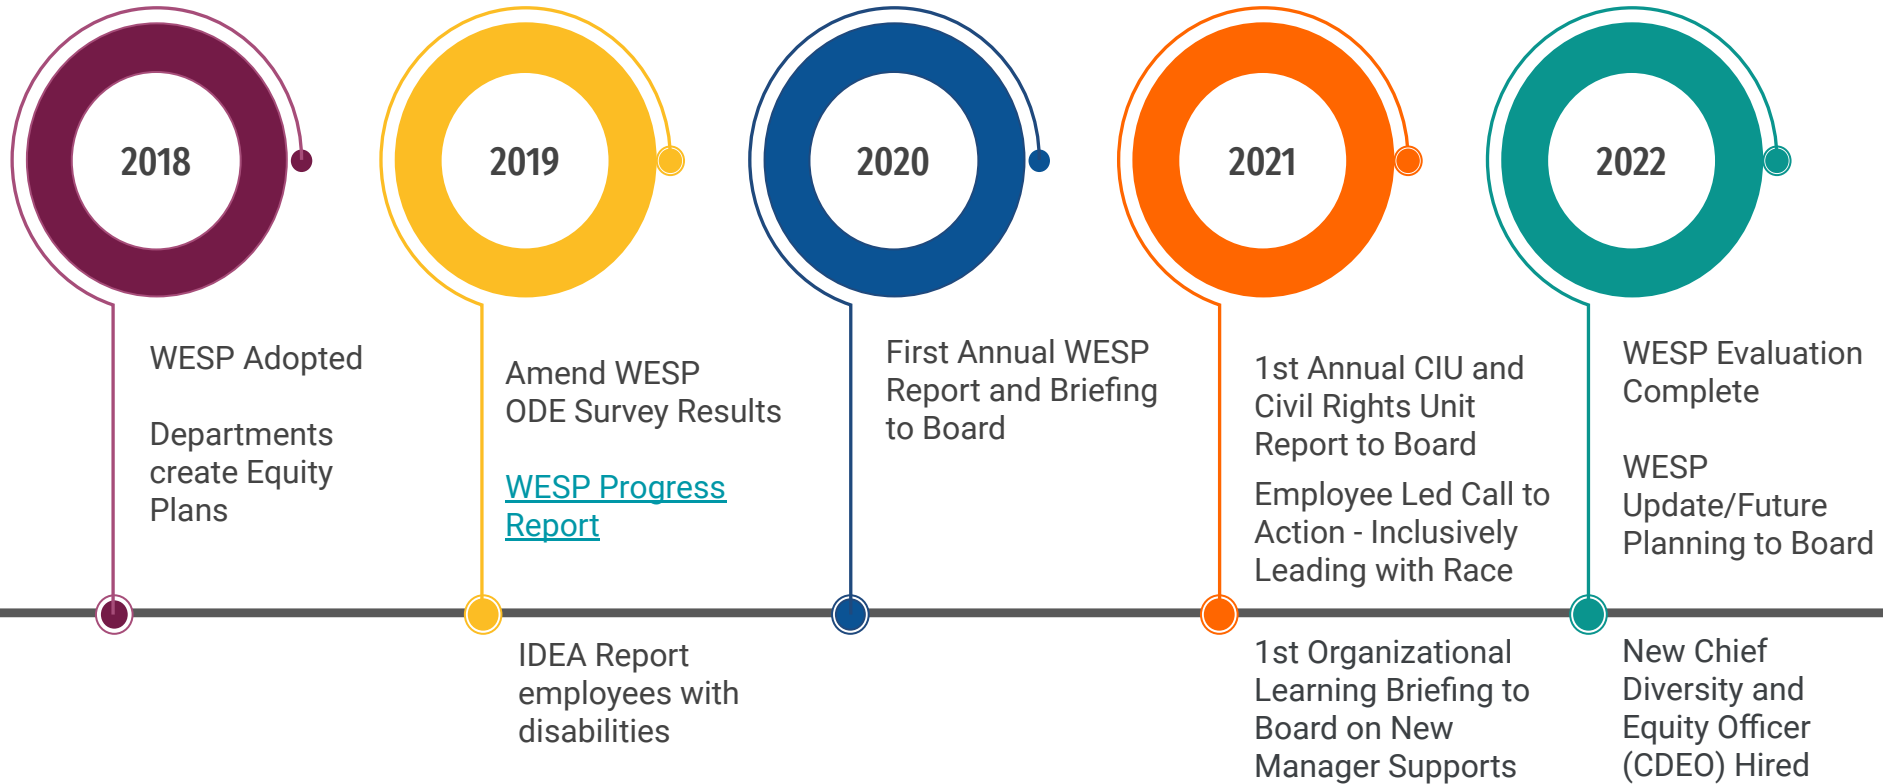 2018
2019
2020
2021
2022
WESP Adopted
Departments
create Equity
Plans
Amend WESP
ODE Survey Results
WESP Progress
Report
IDEA Report
employees with
disabilities
First Annual WESP
Report and Briefing
to Board
1st Annual CIU and
Civil Rights Unit
Report to Board
Employee Led Call to
Action - Inclusively
Leading with Race
1st Organizational
Learning Briefing to
Board on New
Manager Supports
WESP Evaluation
Complete
WESP
Update/Future
Planning to Board
New Chief
Diversity and
Equity Officer
(CDEO) Hired